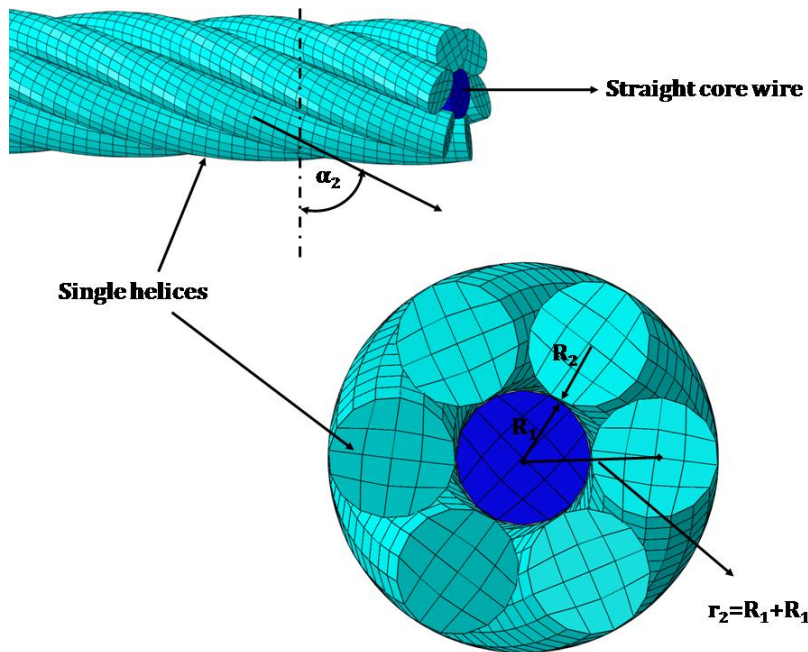 Straight core wire
α₂
Single helices
R₂
R₁
r₂=R₁+R₁